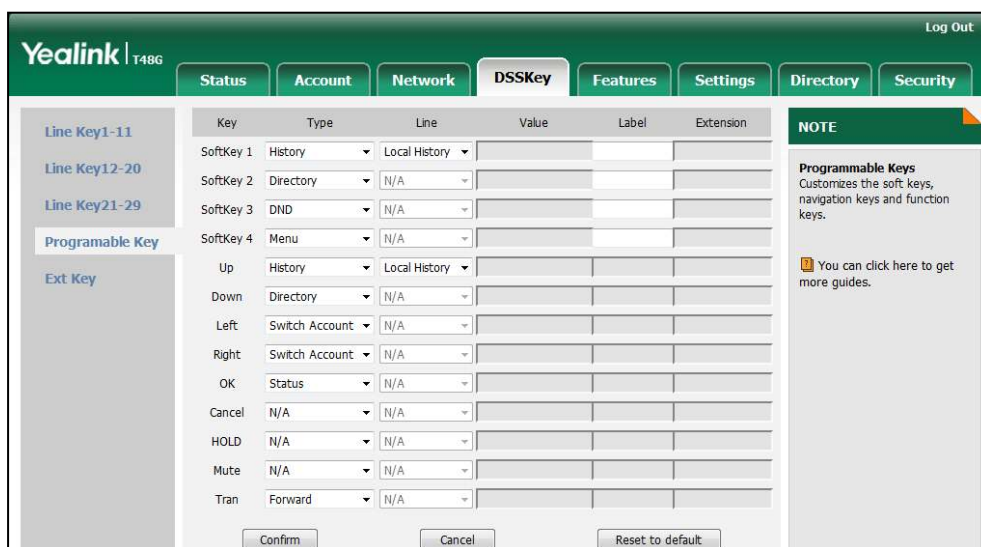 Log Out
Yealink T48G
Status Account Network DSSKey Features Settings Directory Security
Line Key1-11
Line Key12-20
Line Key21-29
Programable Key
Ext Key
Key Type Line Value Label Extension
SoftKey 1 History Local History
SoftKey 2 Directory N/A
SoftKey 3 DND N/A
SoftKey 4 Menu N/A
Up History Local History
Down Directory N/A
Left Switch Account N/A
Right Switch Account N/A
OK Status N/A
Cancel N/A N/A
HOLD N/A N/A
Mute N/A N/A
Tran Forward N/A
Confirm Cancel Reset to default
NOTE
Programmable Keys
Customizes the soft keys,
navigation keys and function
keys.
You can click here to get
more guides.